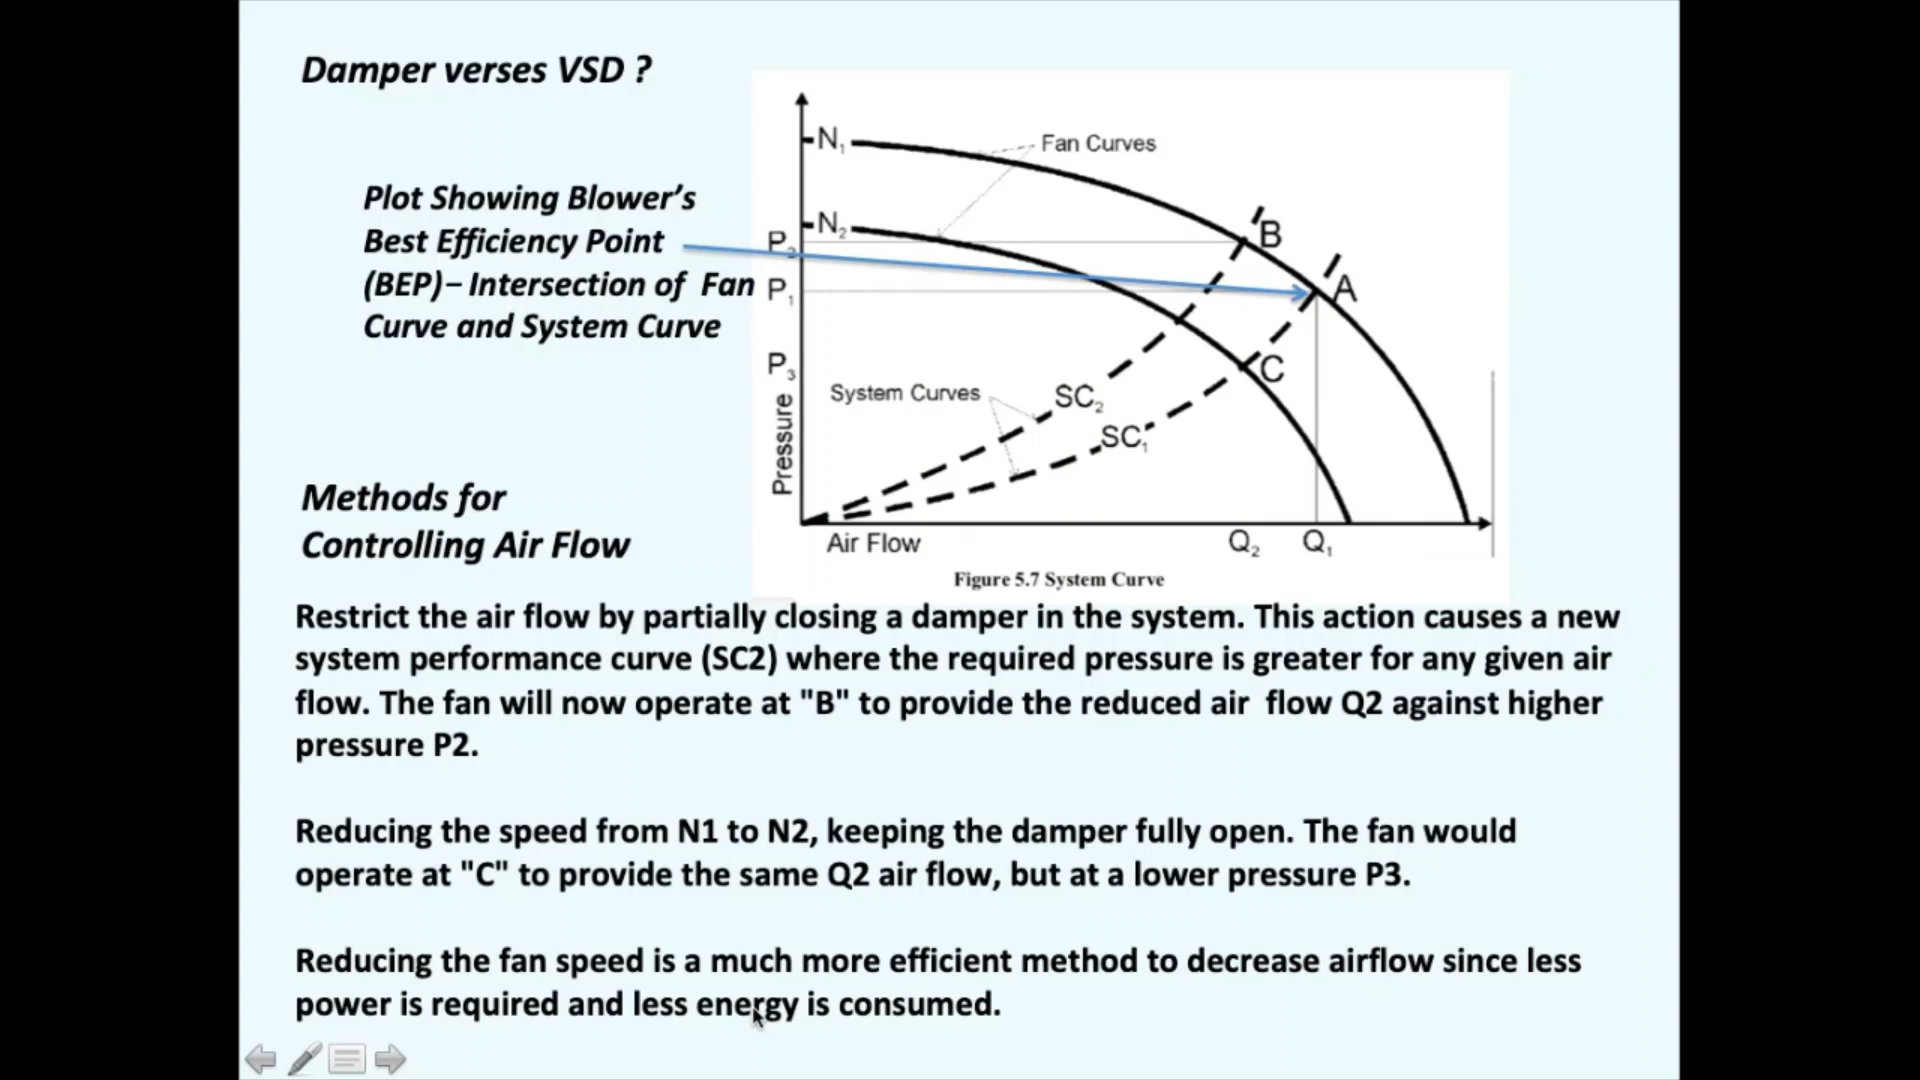 Damper verses VSD ?
Plot Showing Blower's
Best Efficiency Point
(BEP)– Intersection of Fan
Curve and System Curve
N1
Fan Curves
N2
P2
B
P1
A
P3
C
System Curves
SC2
SC1
Pressure
Air Flow
Q2
Q1
Figure 5.7 System Curve
Methods for
Controlling Air Flow
Restrict the air flow by partially closing a damper in the system. This action causes a new
system performance curve (SC2) where the required pressure is greater for any given air
flow. The fan will now operate at "B" to provide the reduced air flow Q2 against higher
pressure P2.
Reducing the speed from N1 to N2, keeping the damper fully open. The fan would
operate at "C" to provide the same Q2 air flow, but at a lower pressure P3.
Reducing the fan speed is a much more efficient method to decrease airflow since less
power is required and less energy is consumed.